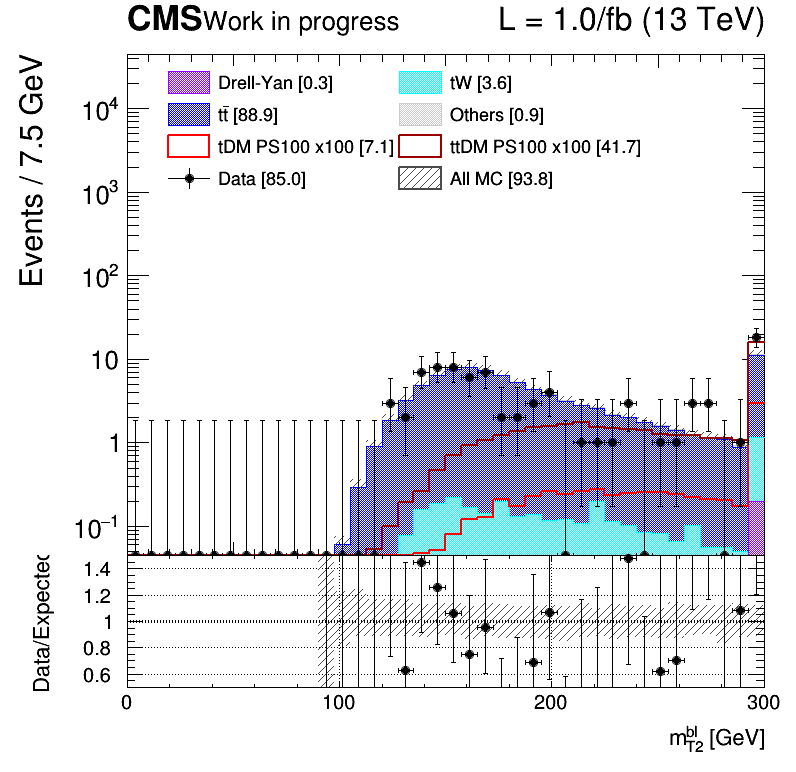 CMS Work in progress L = 1.0/fb (13 TeV)
Events / 7.5 GeV
Drell-Yan [0.3] tW [3.6]
tt̄ [88.9] Others [0.9]
tDM PS100 x100 [7.1] ttDM PS100 x100 [41.7]
Data [85.0] All MC [93.8]
10⁴
10³
10²
10
1
10⁻¹
Data/Expected
1.4
1.2
1
0.8
0.6
0 100 200 300
m_{T2}^{bl} [GeV]